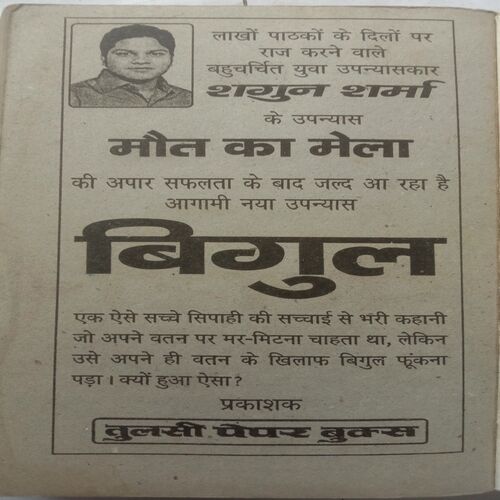 लाखों पाठकों के दिलों पर
राज करने वाले
बहुचर्चित युवा उपन्यासकार
शगुन शर्मा
के उपन्यास
मौत का मेला
की अपार सफलता के बाद जल्द आ रहा है
आगामी नया उपन्यास
बिगुल
एक ऐसे सच्चे सिपाही की सच्चाई से भरी कहानी
जो अपने वतन पर मर-मिटना चाहता था, लेकिन
उसे अपने ही वतन के खिलाफ बिगुल फूंकना
पड़ा। क्यों हुआ ऐसा?
प्रकाशक
तुलसी पेपर बुक्स